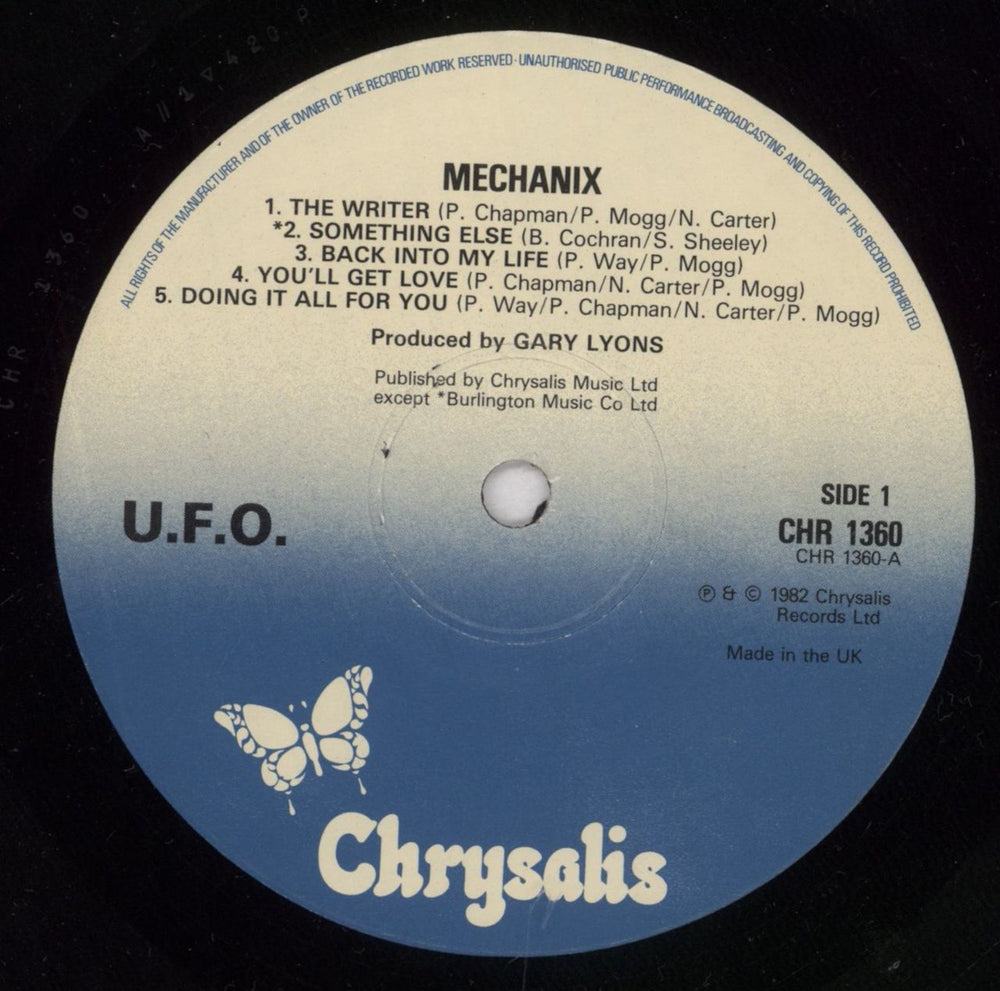 ALL RIGHTS OF THE MANUFACTURER AND OF THE OWNER OF THE RECORDED WORK RESERVED · UNAUTHORISED PUBLIC PERFORMANCE BROADCASTING AND COPYING OF THIS RECORD PROHIBITED
MECHANIX
1. THE WRITER (P. Chapman/P. Mogg/N. Carter)
*2. SOMETHING ELSE (B. Cochran/S. Sheeley)
3. BACK INTO MY LIFE (P. Way/P. Mogg)
4. YOU'LL GET LOVE (P. Chapman/N. Carter/P. Mogg)
5. DOING IT ALL FOR YOU (P. Way/P. Chapman/N. Carter/P. Mogg)
Produced by GARY LYONS
Published by Chrysalis Music Ltd
except *Burlington Music Co Ltd
U.F.O.
SIDE 1
CHR 1360
CHR 1360-A
℗ & © 1982 Chrysalis
Records Ltd
Made in the UK
Chrysalis